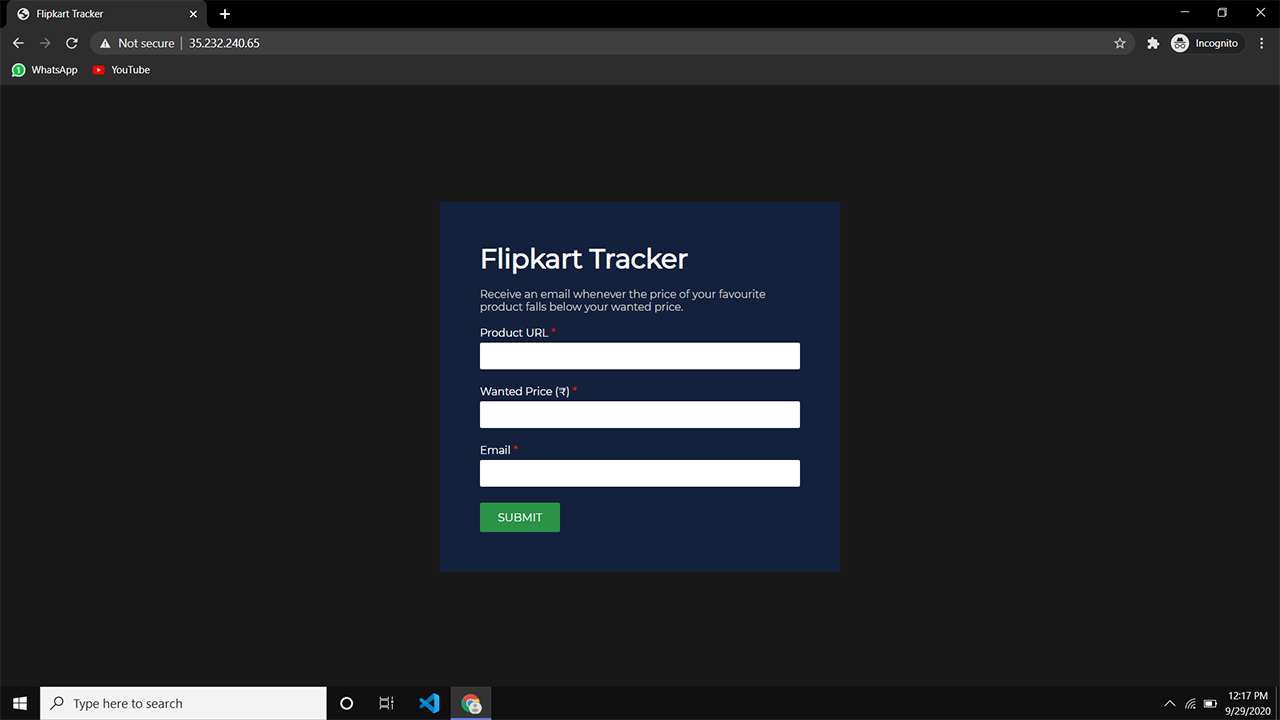 Flipkart Tracker
Not secure 35.232.240.65
Incognito
1 WhatsApp YouTube
Flipkart Tracker
Receive an email whenever the price of your favourite
product falls below your wanted price.
Product URL *
Wanted Price (₹) *
Email *
SUBMIT
Type here to search
12:17 PM
9/29/2020